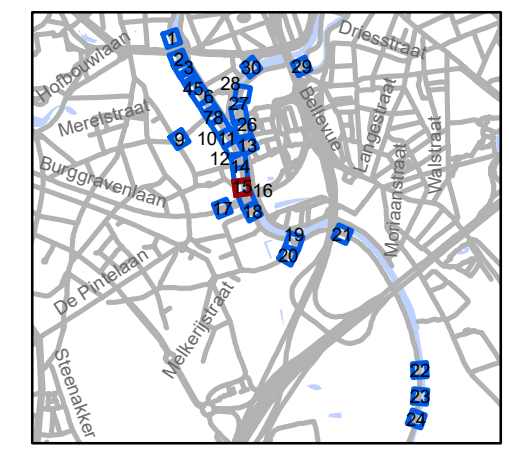 1
Driesstraat
Hofbouwlaan
2
3
30
29
28
4
5
6
27
Bellevue
Langestraat
Merelstraat
7
8
26
9
10
11
13
Walstraat
12
14
Burggravenlaan
15
16
17
18
Moriaanstraat
19
21
20
De Pintelaan
Melkerijstraat
Steenakker
22
23
24